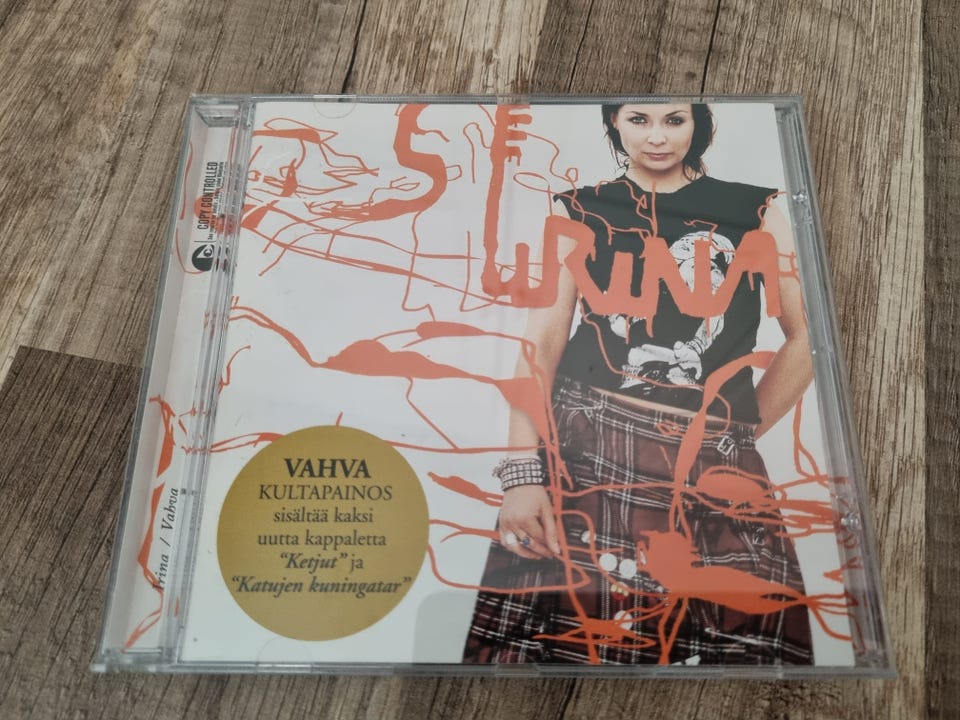 COPY CONTROLLED
IRINA
VAHVA
KULTAPAINOS
sisältää kaksi
uutta kappaletta
“Ketjut” ja
“Katujen kuningatar”
Irina / Vahva